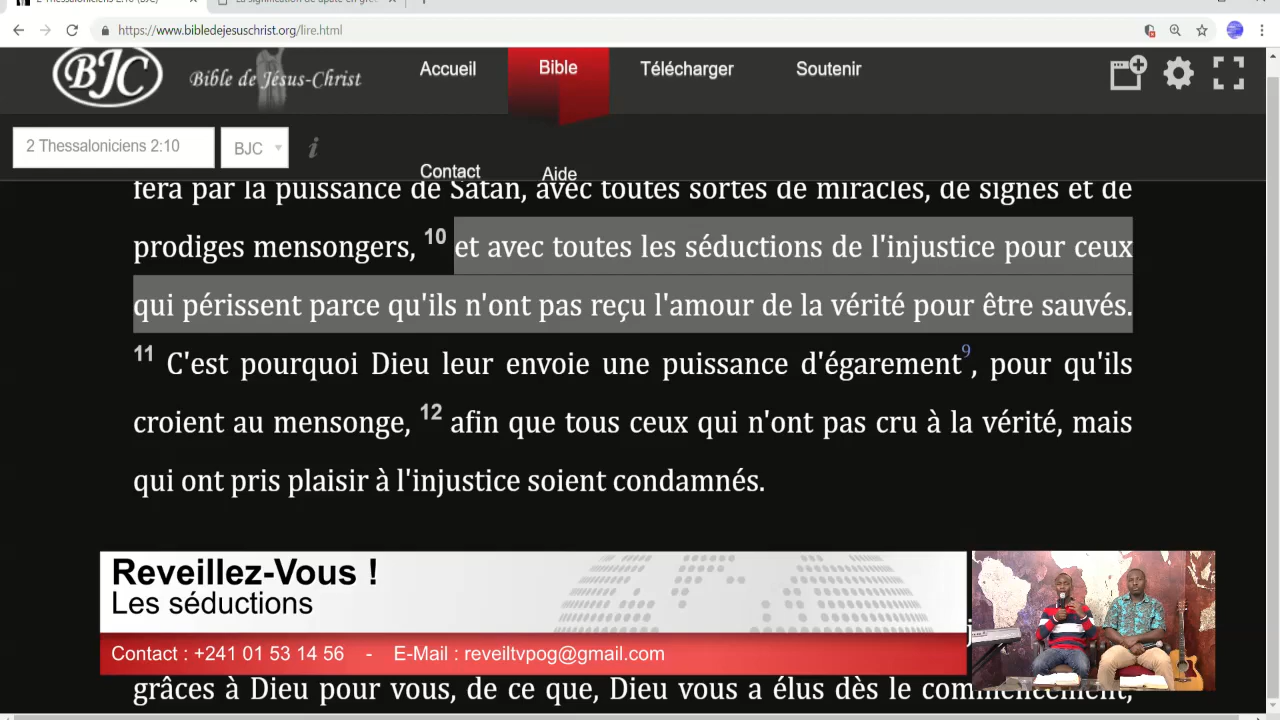 2 Thessaloniciens 2:10 (BJC)
https://www.bibledejesuschrist.org/lire.html
BJC
Bible de Jésus-Christ
Accueil
Bible
Télécharger
Soutenir
2 Thessaloniciens 2:10
BJC
i
Contact
Aide
fera par la puissance de Satan, avec toutes sortes de miracles, de signes et de
prodiges mensongers, 10 et avec toutes les séductions de l'injustice pour ceux
qui périssent parce qu'ils n'ont pas reçu l'amour de la vérité pour être sauvés.
11 C'est pourquoi Dieu leur envoie une puissance d'égarement9, pour qu'ils
croient au mensonge, 12 afin que tous ceux qui n'ont pas cru à la vérité, mais
qui ont pris plaisir à l'injustice soient condamnés.
Reveillez-Vous !
Les séductions
Contact : +241 01 53 14 56 - E-Mail : reveiltvpog@gmail.com
grâces à Dieu pour vous, de ce que, Dieu vous a élus dès le commencement,